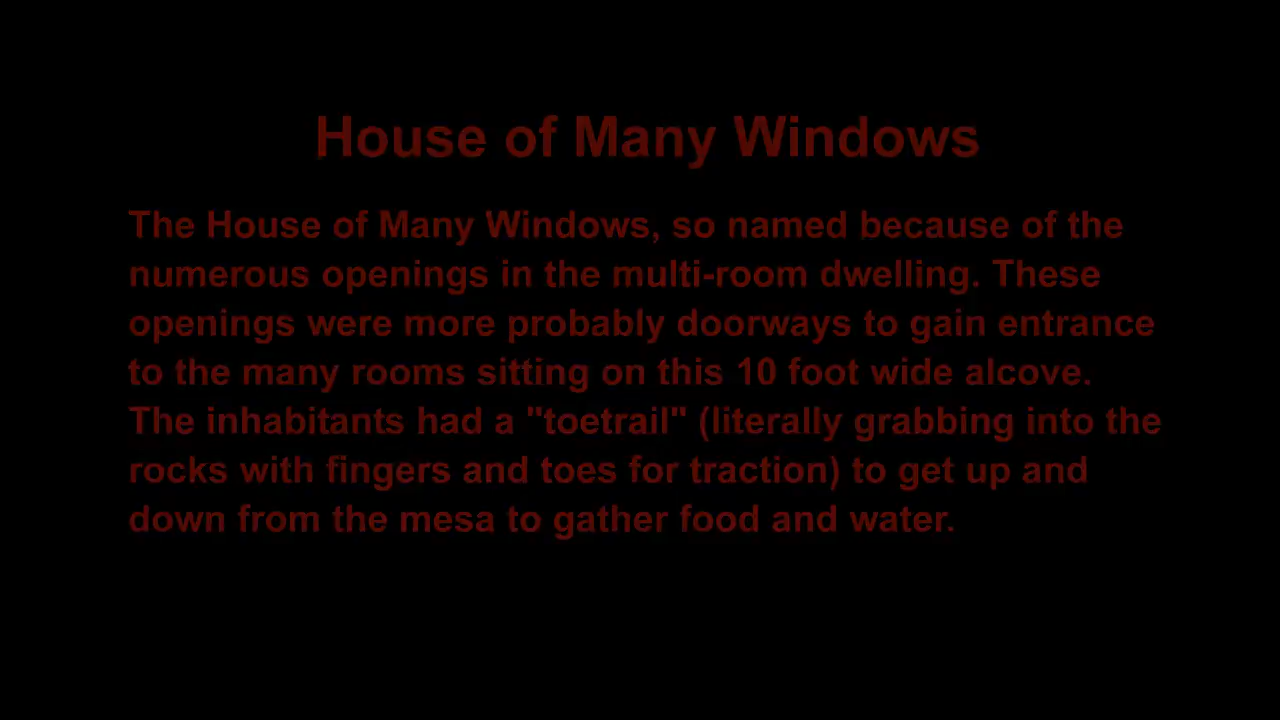 House of Many Windows
The House of Many Windows, so named because of the
numerous openings in the multi-room dwelling. These
openings were more probably doorways to gain entrance
to the many rooms sitting on this 10 foot wide alcove.
The inhabitants had a "toetrail" (literally grabbing into the
rocks with fingers and toes for traction) to get up and
down from the mesa to gather food and water.